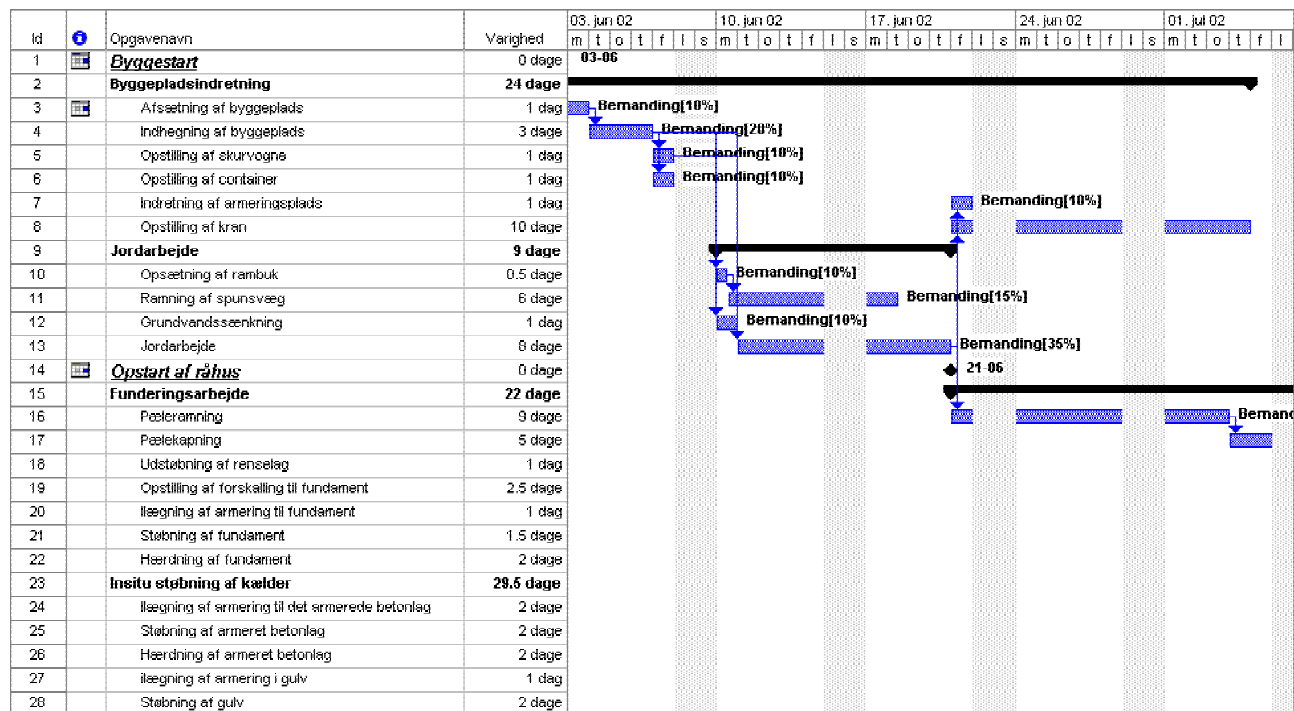 03. jun 02 10. jun 02 17. jun 02 24. jun 02 01. jul 02
Id Opgavenavn Varighed m t o t f l s m t o t f l s m t o t f l s m t o t f l s m t o t f l
1 Byggestart 0 dage 03-06
2 Byggepladsindretning 24 dage
3 Afsætning af byggeplads 1 dag Bemanding[10%]
4 Indhegning af byggeplads 3 dage Bemanding[20%]
5 Opstilling af skurvogne 1 dag Bemanding[10%]
6 Opstilling af container 1 dag Bemanding[10%]
7 Indretning af armeringsplads 1 dag Bemanding[10%]
8 Opstilling af kran 10 dage
9 Jordarbejde 9 dage
10 Opsætning af rambuk 0.5 dage Bemanding[10%]
11 Ramning af spunsvæg 6 dage Bemanding[15%]
12 Grundvandssænkning 1 dag Bemanding[10%]
13 Jordarbejde 8 dage Bemanding[35%]
14 Opstart af råhus 0 dage 21-06
15 Funderingsarbejde 22 dage
16 Pæleramning 9 dage Bemand
17 Pælekapning 5 dage
18 Udstøbning af renselag 1 dag
19 Opstilling af forskalling til fundament 2.5 dage
20 Ilægning af armering til fundament 1 dag
21 Støbning af fundament 1.5 dage
22 Hærdning af fundament 2 dage
23 Insitu støbning af kælder 29.5 dage
24 Ilægning af armering til det armerede betonlag 2 dage
25 Støbning af armeret betonlag 2 dage
26 Hærdning af armeret betonlag 2 dage
27 ilægning af armering i gulv 1 dag
28 Støbning af gulv 2 dage